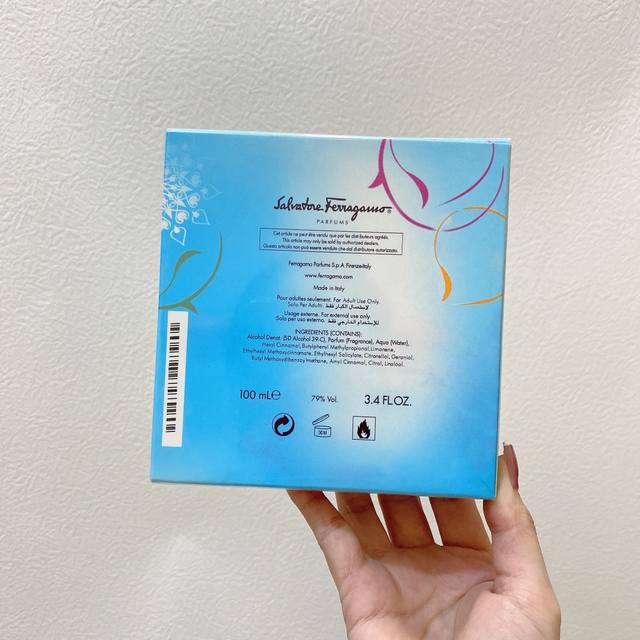 Salvatore Ferragamo®
PARFUMS
Cet article ne peut être vendu que par les distributeurs agréés.
This article may only be sold by authorized dealers.
Questo articolo non può essere venduto che dal distributore autorizzato.
Ferragamo Parfums S.p.A Firenze-Italy
www.ferragamo.com
Made in Italy
Pour adultes seulement. For Adult Use Only.
Solo Per Adulti. لإستعمال الكبار فقط
Usage externe. For external use only.
Solo per uso esterno. للإستخدام الخارجي فقط
INGREDIENTS (CONTAINS):
Alcohol Denat. (SD Alcohol 39-C), Parfum (Fragrance), Aqua (Water),
Hexyl Cinnamal, Butylphenyl Methylpropional, Limonene,
Ethylhexyl Methoxycinnamate, Ethylhexyl Salicylate, Citronellol, Geraniol,
Butyl Methoxydibenzoylmethane, Amyl Cinnamal, Citral, Linalool.
100 mL℮ 79% Vol. 3.4 FL.OZ.